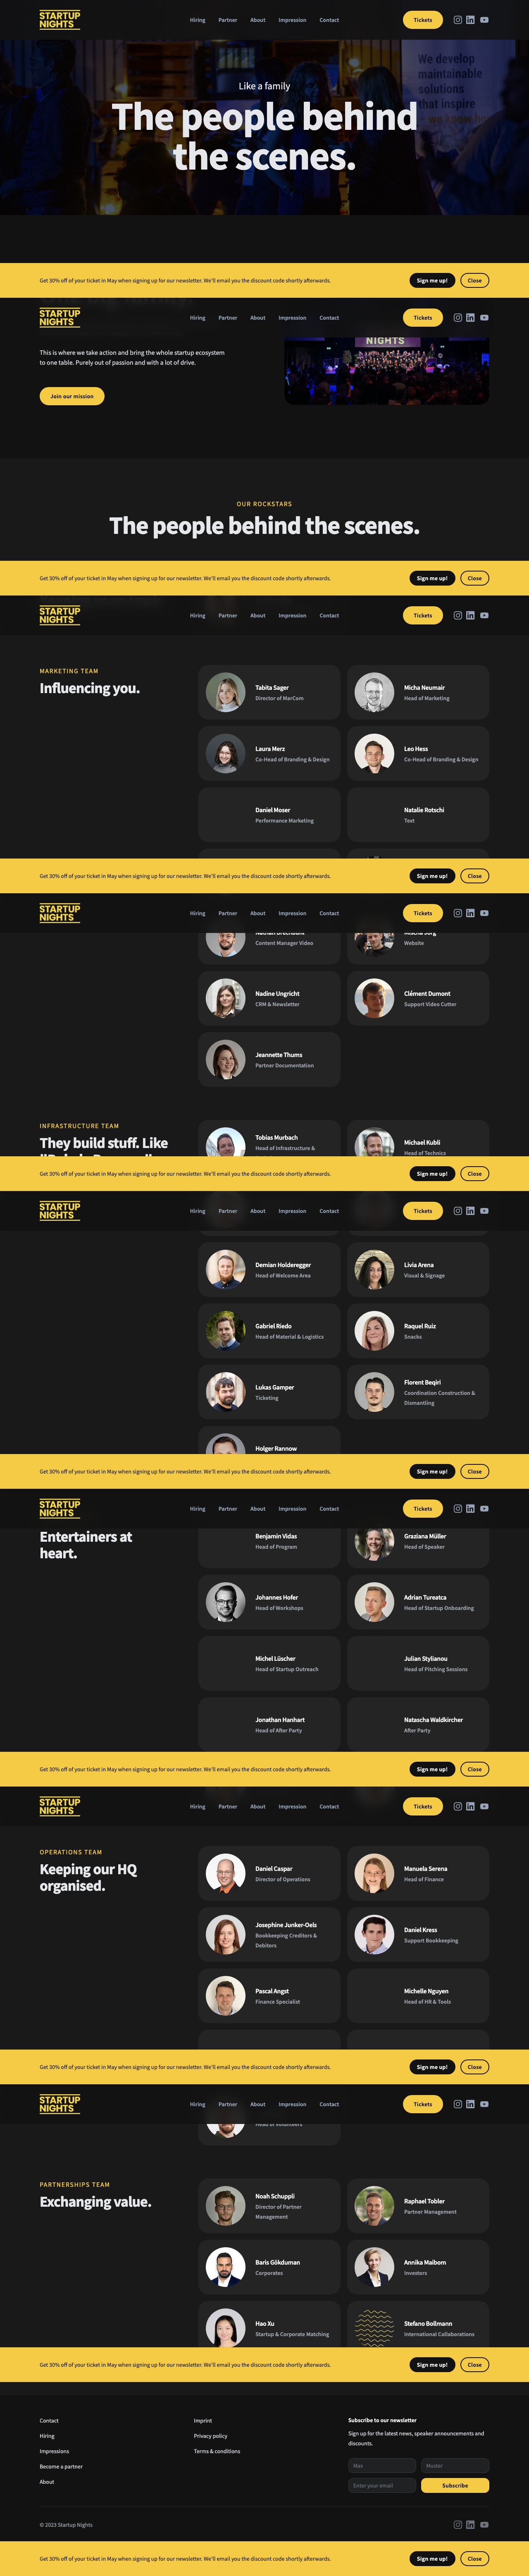 STARTUP
NIGHTS
Hiring Partner About Impression Contact
Tickets
We develop
manageable
solutions
that inspire
Like a family
The people behind
the scenes.
Get 30% off of your ticket in May when signing up for our newsletter. We'll email you the discount code shortly afterwards.
Sign me up! Close
STARTUP
NIGHTS
Hiring Partner About Impression Contact
Tickets
NIGHTS
This is where we take action and bring the whole startup ecosystem
to one table. Purely out of passion and with a lot of drive.
Join our mission
OUR ROCKSTARS
The people behind the scenes.
Get 30% off of your ticket in May when signing up for our newsletter. We'll email you the discount code shortly afterwards.
Sign me up! Close
STARTUP
NIGHTS
Hiring Partner About Impression Contact
Tickets
MARKETING TEAM
Influencing you.
Tabita Sager
Director of MarCom
Micha Neumair
Head of Marketing
Laura Merz
Co-Head of Branding & Design
Leo Hess
Co-Head of Branding & Design
Daniel Moser
Performance Marketing
Natalie Rotschi
Text
Get 30% off of your ticket in May when signing up for our newsletter. We'll email you the discount code shortly afterwards.
Sign me up! Close
STARTUP
NIGHTS
Hiring Partner About Impression Contact
Tickets
Content Manager Video
Website
Nadine Ungricht
CRM & Newsletter
Clément Dumont
Support Video Cutter
Jeannette Thums
Partner Documentation
INFRASTRUCTURE TEAM
They build stuff. Like
Tobias Murbach
Head of Infrastructure &
Michael Kubli
Head of Technics
Get 30% off of your ticket in May when signing up for our newsletter. We'll email you the discount code shortly afterwards.
Sign me up! Close
STARTUP
NIGHTS
Hiring Partner About Impression Contact
Tickets
Demian Holderegger
Head of Welcome Area
Livia Arena
Visual & Signage
Gabriel Riedo
Head of Material & Logistics
Raquel Ruiz
Snacks
Lukas Gamper
Ticketing
Florent Beqiri
Coordination Construction &
Dismantling
Holger Rannow
Get 30% off of your ticket in May when signing up for our newsletter. We'll email you the discount code shortly afterwards.
Sign me up! Close
STARTUP
NIGHTS
Hiring Partner About Impression Contact
Tickets
Entertainers at
heart.
Benjamin Vidas
Head of Program
Graziana Müller
Head of Speaker
Johannes Hofer
Head of Workshops
Adrian Tureatca
Head of Startup Onboarding
Michel Lüscher
Head of Startup Outreach
Julian Stylianou
Head of Pitching Sessions
Jonathan Hanhart
Head of After Party
Natascha Waldkircher
After Party
Get 30% off of your ticket in May when signing up for our newsletter. We'll email you the discount code shortly afterwards.
Sign me up! Close
STARTUP
NIGHTS
Hiring Partner About Impression Contact
Tickets
OPERATIONS TEAM
Keeping our HQ
organised.
Daniel Caspar
Director of Operations
Manuela Serena
Head of Finance
Josephine Junker-Oels
Bookkeeping Creditors &
Debitors
Daniel Kress
Support Bookkeeping
Pascal Angst
Finance Specialist
Michelle Nguyen
Head of HR & Tools
Get 30% off of your ticket in May when signing up for our newsletter. We'll email you the discount code shortly afterwards.
Sign me up! Close
STARTUP
NIGHTS
Hiring Partner About Impression Contact
Tickets
Head of Volunteers
PARTNERSHIPS TEAM
Exchanging value.
Noah Schuppli
Director of Partner
Management
Raphael Tobler
Partner Management
Baris Gökduman
Corporates
Annika Maibom
Investors
Hao Xu
Startup & Corporate Matching
Stefano Bollmann
International Collaborations
Get 30% off of your ticket in May when signing up for our newsletter. We'll email you the discount code shortly afterwards.
Sign me up! Close
Contact
Hiring
Impressions
Become a partner
About
Imprint
Privacy policy
Terms & conditions
Subscribe to our newsletter
Sign up for the latest news, speaker announcements and
discounts.
Max
Muster
Enter your email
Subscribe
© 2023 Startup Nights
Get 30% off of your ticket in May when signing up for our newsletter. We'll email you the discount code shortly afterwards.
Sign me up! Close